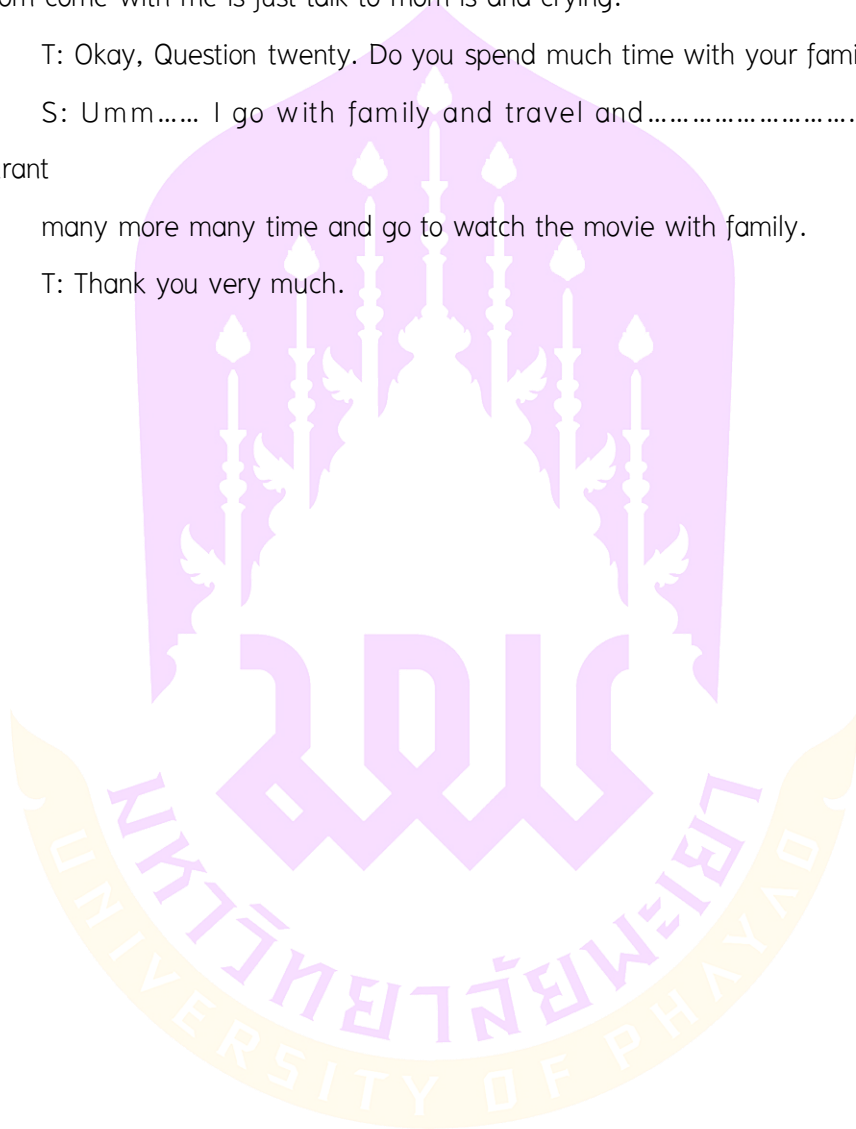 om come with me is just talk to mom is and crying.
T: Okay, Question twenty. Do you spend much time with your fami
S: Umm...... I go with family and travel and...........................
rant
many more many time and go to watch the movie with family.
T: Thank you very much.
มหาวิทยาลัยพะเยา
UNIVERSITY OF PHAYAO